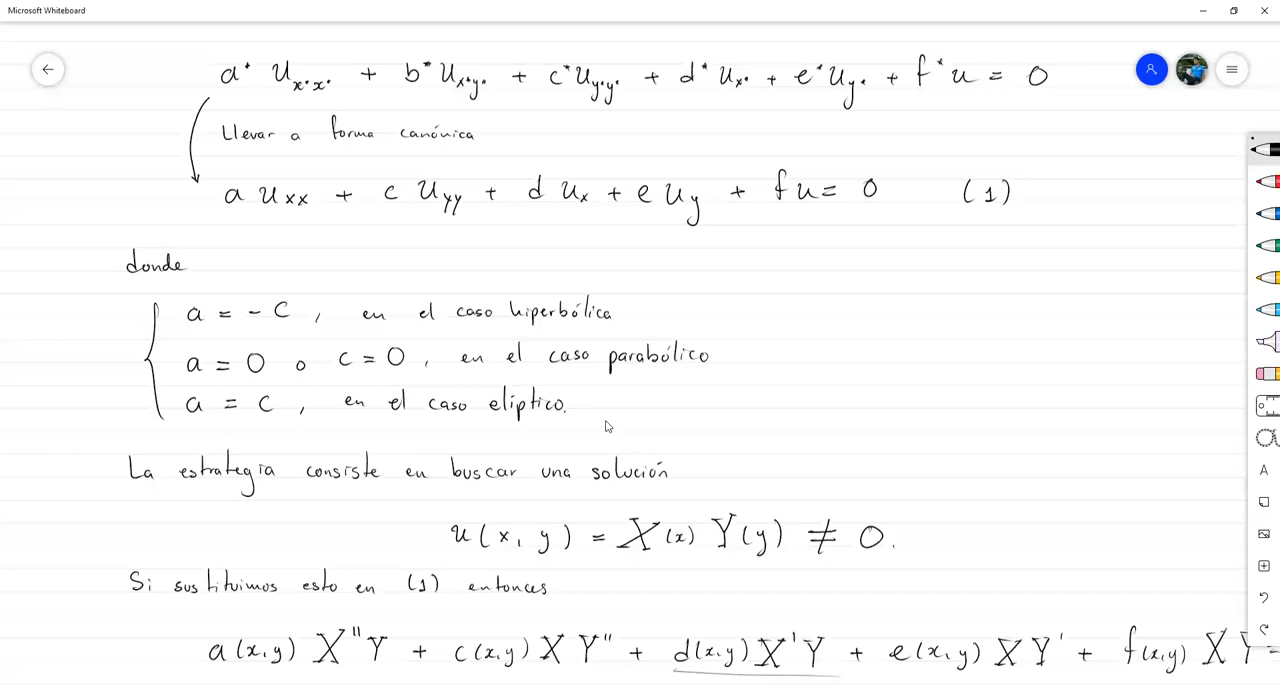 Microsoft Whiteboard
a* u_{x*x*} + b* u_{x*y*} + c* u_{y*y*} + d* u_{x*} + e* u_{y*} + f* u = 0
Llevar a forma canónica
a u_{xx} + c u_{yy} + d u_x + e u_y + f u = 0 (1)
donde
a = - c , en el caso hiperbólica
a = 0 o c = 0 , en el caso parabólico
a = c , en el caso elíptico.
La estrategia consiste en buscar una solución
u(x, y) = X(x) Y(y) ≠ 0.
Si sustituimos esto en (1) entonces
a(x,y) X''Y + c(x,y) X Y'' + d(x,y) X'Y + e(x,y) X Y' + f(x,y) X Y =
A